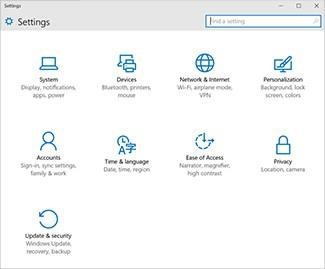 Settings
Settings
Find a setting
System
Display, notifications,
apps, power
Devices
Bluetooth, printers,
mouse
Network & Internet
Wi-Fi, airplane mode,
VPN
Personalization
Background, lock
screen, colors
Accounts
Sign-in, sync settings,
family & work
Time & language
Date, time, region
Ease of Access
Narrator, magnifier,
high contrast
Privacy
Location, camera
Update & security
Windows Update,
recovery, backup